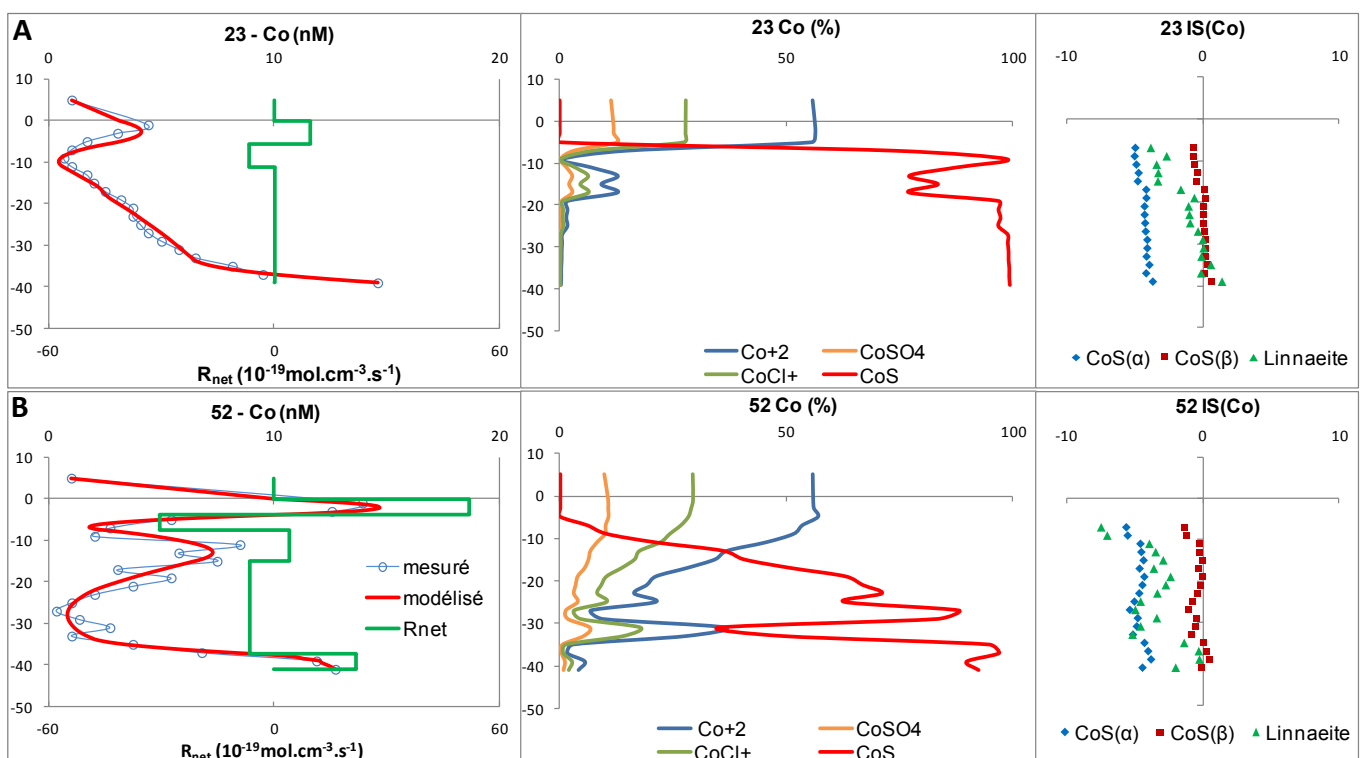 A
23 - Co (nM)
0 10 20
10
0
-10
-20
-30
-40
-50
-60 0 60
Rnet (10-19mol.cm-3.s-1)
23 Co (%)
0 50 100
10
0
-10
-20
-30
-40
-50
Co+2 CoSO4
CoCl+ CoS
23 IS(Co)
-10 0 10
CoS(α) CoS(β) Linnaeite
B
52 - Co (nM)
0 10 20
10
0
-10
-20
-30
-40
-50
mesuré
modélisé
Rnet
-60 0 60
Rnet (10-19mol.cm-3.s-1)
52 Co (%)
0 50 100
10
0
-10
-20
-30
-40
-50
Co+2 CoSO4
CoCl+ CoS
52 IS(Co)
-10 0 10
CoS(α) CoS(β) Linnaeite